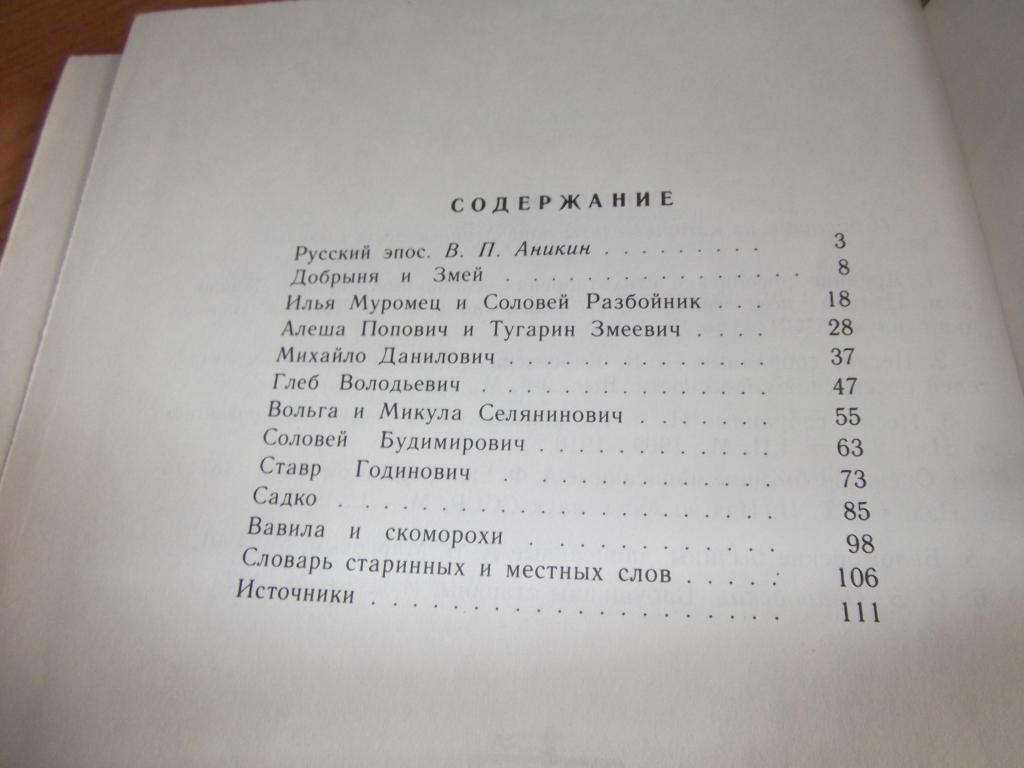 СОДЕРЖАНИЕ
Русский эпос. В. П. Аникин . . . . . . . . . 3
Добрыня и Змей . . . . . . . . . . . . . . . . 8
Илья Муромец и Соловей Разбойник . . . 18
Алеша Попович и Тугарин Змеевич . . . . 28
Михайло Данилович . . . . . . . . . . . . . 37
Глеб Володьевич . . . . . . . . . . . . . . 47
Вольга и Микула Селянинович . . . . . . . 55
Соловей Будимирович . . . . . . . . . . . 63
Ставр Годинович . . . . . . . . . . . . . . 73
Садко . . . . . . . . . . . . . . . . . . . . 85
Вавила и скоморохи . . . . . . . . . . . 98
Словарь старинных и местных слов . . . . . 106
Источники . . . . . . . . . . . . . . . . . . 111